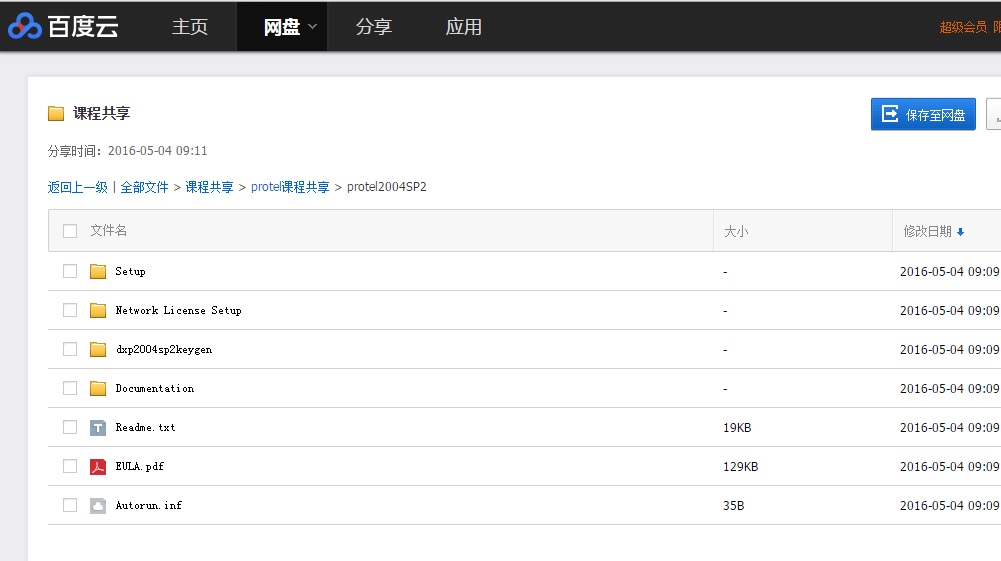 百度云 主页 网盘 分享 应用 超级会员
课程共享 保存至网盘
分享时间：2016-05-04 09:11
返回上一级 | 全部文件 > 课程共享 > protel课程共享 > protel2004SP2
文件名 大小 修改日期
Setup - 2016-05-04 09:09
Network License Setup - 2016-05-04 09:09
dxp2004sp2keygen - 2016-05-04 09:09
Documentation - 2016-05-04 09:09
Readme.txt 19KB 2016-05-04 09:09
EULA.pdf 129KB 2016-05-04 09:09
Autorun.inf 35B 2016-05-04 09:09